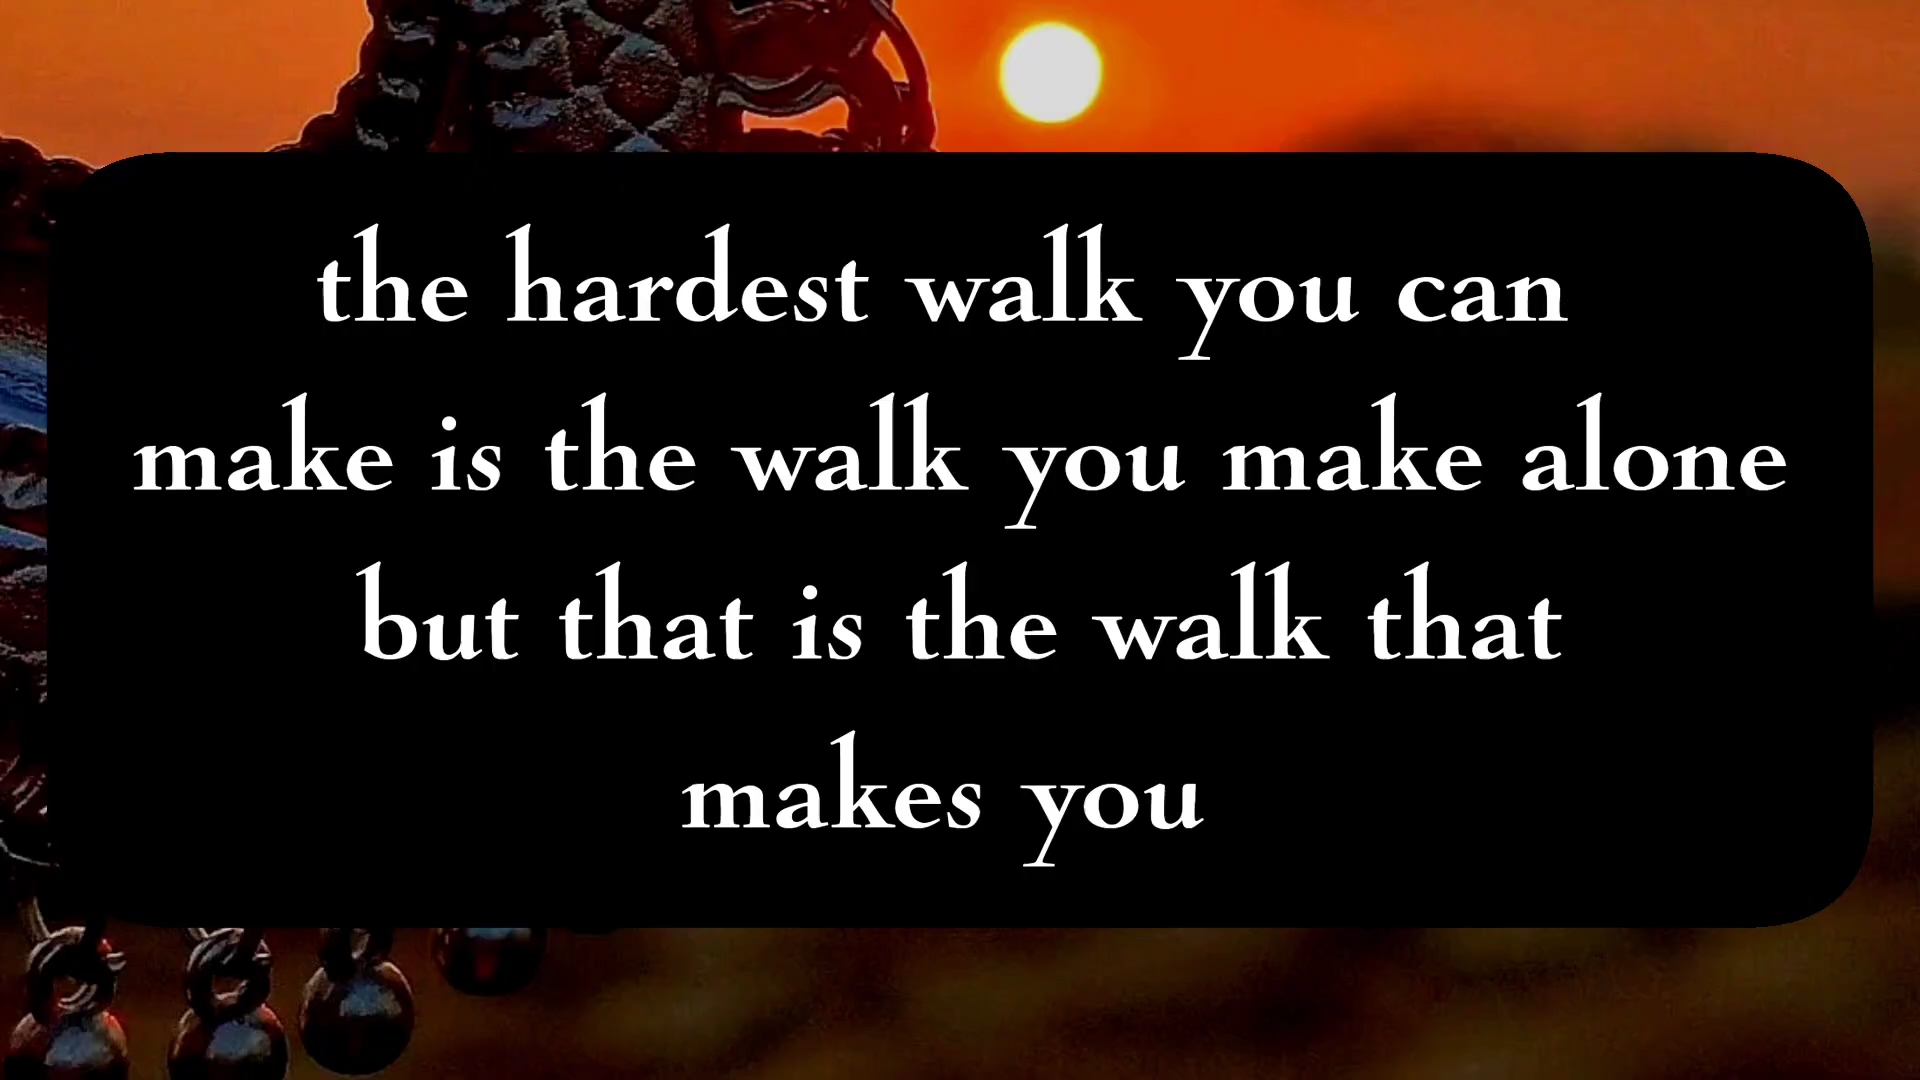 the hardest walk you can
make is the walk you make alone
but that is the walk that
makes you